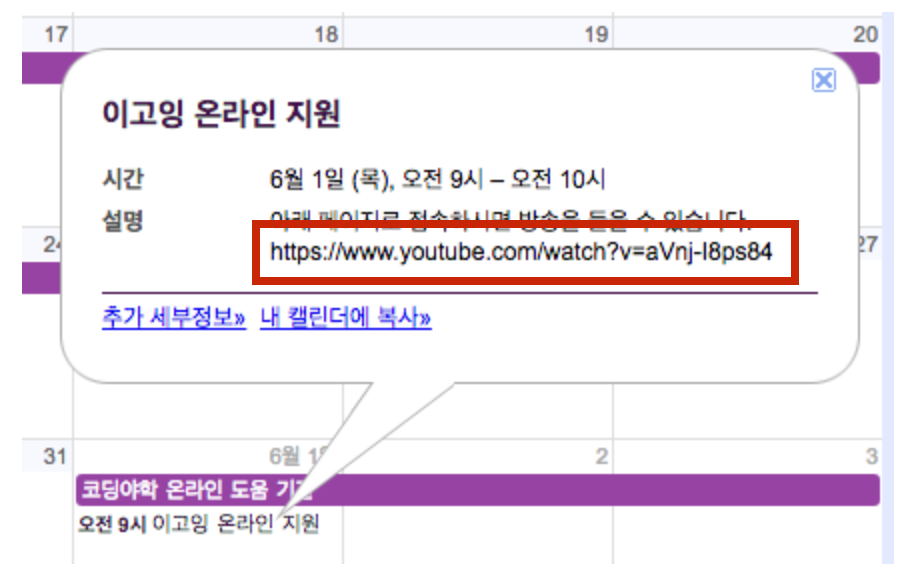 17 18 19 20
이고잉 온라인 지원
시간 6월 1일 (목), 오전 9시 – 오전 10시
설명 아래 페이지로 접속하시면 방송을 들을 수 있습니다.
24 27
https://www.youtube.com/watch?v=aVnj-I8ps84
추가 세부정보» 내 캘린더에 복사»
31 6월 1일 2 3
코딩야학 온라인 도움 기간
오전 9시 이고잉 온라인 지원